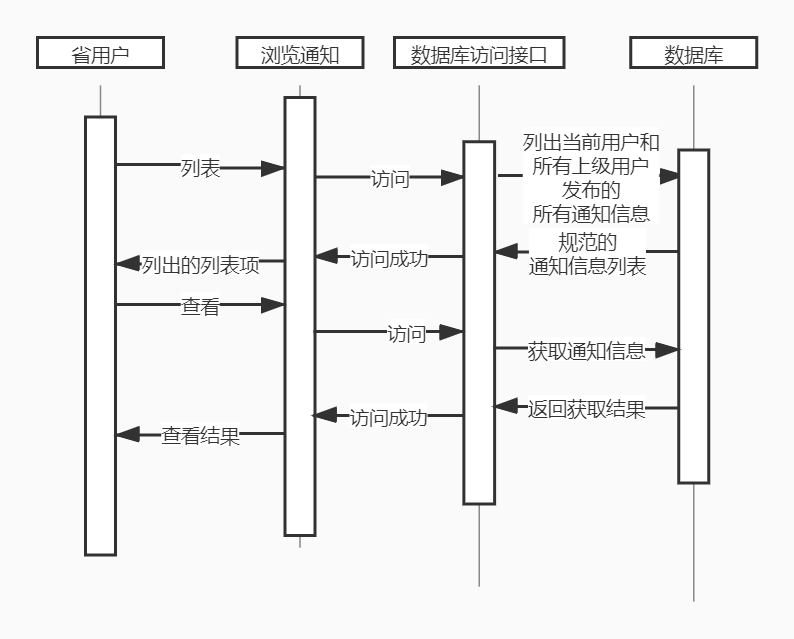 省用户
浏览通知
数据库访问接口
数据库
列表
访问
列出当前用户和
所有上级用户
发布的
所有通知信息
规范的
通知信息列表
访问成功
列出的列表项
查看
访问
获取通知信息
返回获取结果
访问成功
查看结果